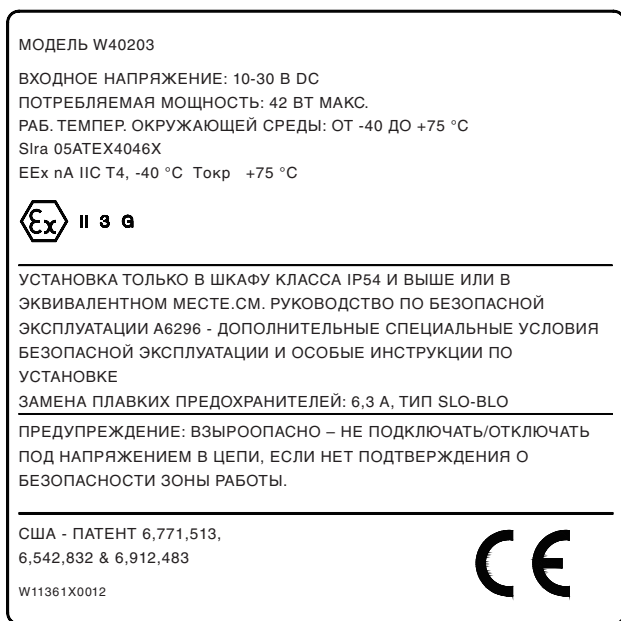 МОДЕЛЬ W40203
ВХОДНОЕ НАПРЯЖЕНИЕ: 10-30 В DC
ПОТРЕБЛЯЕМАЯ МОЩНОСТЬ: 42 ВТ МАКС.
РАБ. ТЕМПЕР. ОКРУЖАЮЩЕЙ СРЕДЫ: ОТ -40 ДО +75 °C
SIra 05ATEX4046X
EEx nA IIC T4, -40 °C Токр +75 °C
Ex II 3 G
УСТАНОВКА ТОЛЬКО В ШКАФУ КЛАССА IP54 И ВЫШЕ ИЛИ В
ЭКВИВАЛЕНТНОМ МЕСТЕ.СМ. РУКОВОДСТВО ПО БЕЗОПАСНОЙ
ЭКСПЛУАТАЦИИ А6296 - ДОПОЛНИТЕЛЬНЫЕ СПЕЦИАЛЬНЫЕ УСЛОВИЯ
БЕЗОПАСНОЙ ЭКСПЛУАТАЦИИ И ОСОБЫЕ ИНСТРУКЦИИ ПО
УСТАНОВКЕ
ЗАМЕНА ПЛАВКИХ ПРЕДОХРАНИТЕЛЕЙ: 6,3 А, ТИП SLO-BLO
ПРЕДУПРЕЖДЕНИЕ: ВЗЫРООПАСНО – НЕ ПОДКЛЮЧАТЬ/ОТКЛЮЧАТЬ
ПОД НАПРЯЖЕНИЕМ В ЦЕПИ, ЕСЛИ НЕТ ПОДТВЕРЖДЕНИЯ О
БЕЗОПАСНОСТИ ЗОНЫ РАБОТЫ.
США - ПАТЕНТ 6,771,513,
6,542,832 & 6,912,483
W11361X0012
CE